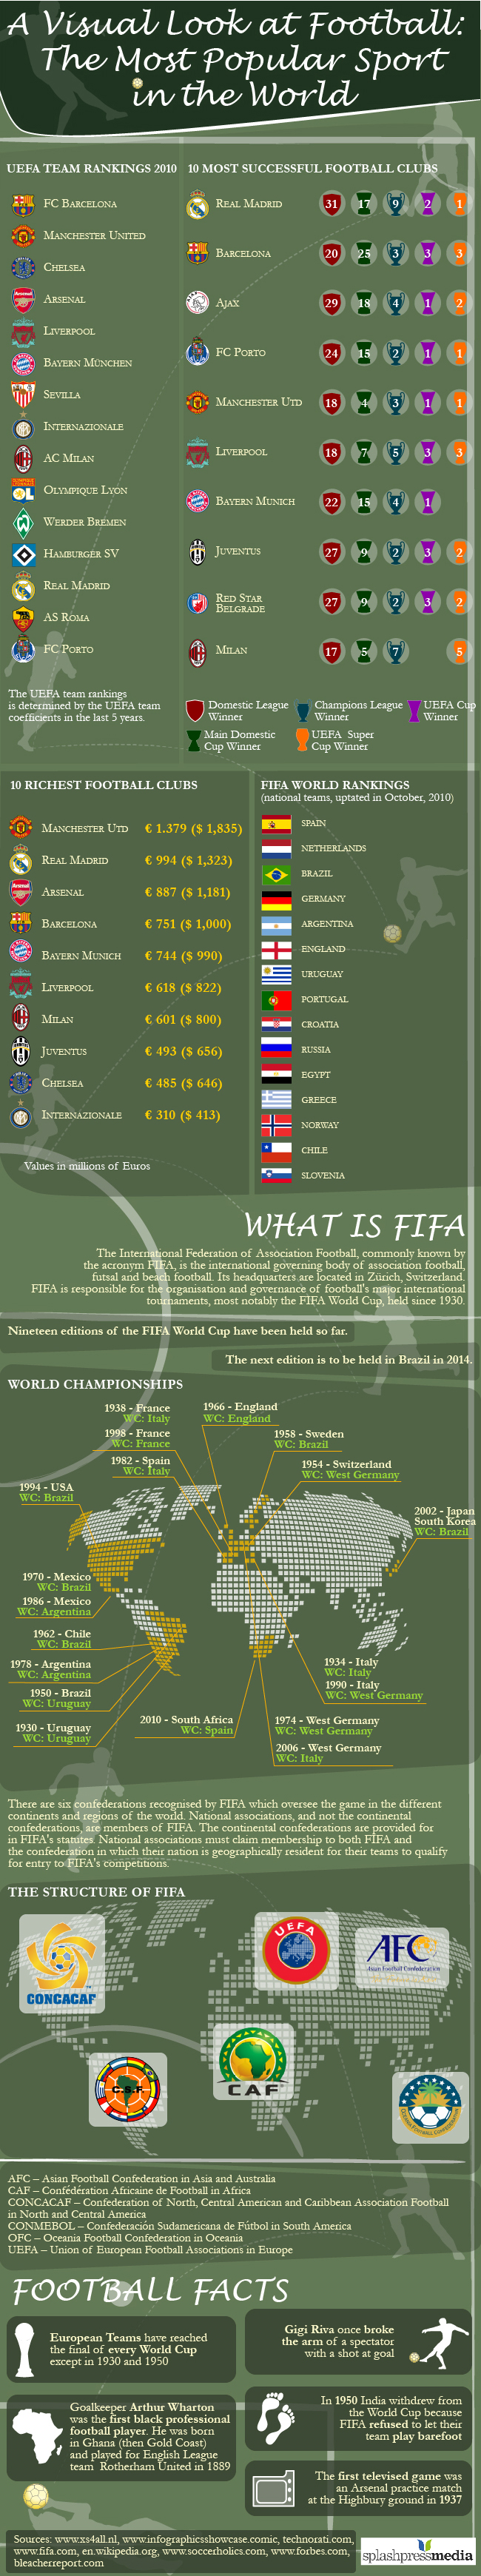 A Visual Look at Football:
The Most Popular Sport
in the World
UEFA TEAM RANKINGS 2010
FC BARCELONA
MANCHESTER UNITED
CHELSEA
ARSENAL
LIVERPOOL
BAYERN MÜNCHEN
SEVILLA
INTERNAZIONALE
AC MILAN
OLYMPIQUE LYON
WERDER BREMEN
HAMBURGER SV
REAL MADRID
AS ROMA
FC PORTO
The UEFA team rankings
is determined by the UEFA team
coefficients in the last 5 years.
10 MOST SUCCESSFUL FOOTBALL CLUBS
REAL MADRID 31 17 9 2 1
BARCELONA 20 25 3 3 3
AJAX 29 18 4 1 2
FC PORTO 24 15 2 1 1
MANCHESTER UTD 18 4 3 1 1
LIVERPOOL 18 7 5 3 3
BAYERN MUNICH 22 15 4 1
JUVENTUS 27 9 2 3 2
RED STAR
BELGRADE 27 9 2 3 2
MILAN 17 5 7 5
Domestic League
Winner
Champions League
Winner
UEFA Cup
Winner
Main Domestic
Cup Winner
UEFA Super
Cup Winner
10 RICHEST FOOTBALL CLUBS
MANCHESTER UTD € 1.379 ($ 1,835)
REAL MADRID € 994 ($ 1,323)
ARSENAL € 887 ($ 1,181)
BARCELONA € 751 ($ 1,000)
BAYERN MUNICH € 744 ($ 990)
LIVERPOOL € 618 ($ 822)
MILAN € 601 ($ 800)
JUVENTUS € 493 ($ 656)
CHELSEA € 485 ($ 646)
INTERNAZIONALE € 310 ($ 413)
Values in millions of Euros
FIFA WORLD RANKINGS
(national teams, uptated in October, 2010)
SPAIN
NETHERLANDS
BRAZIL
GERMANY
ARGENTINA
ENGLAND
URUGUAY
PORTUGAL
CROATIA
RUSSIA
EGYPT
GREECE
NORWAY
CHILE
SLOVENIA
WHAT IS FIFA
The International Federation of Association Football, commonly known by
the acronym FIFA, is the international governing body of association football,
futsal and beach football. Its headquarters are located in Zürich, Switzerland.
FIFA is responsible for the organisation and governance of football's major international
tournaments, most notably the FIFA World Cup, held since 1930.
Nineteen editions of the FIFA World Cup have been held so far.
The next edition is to be held in Brazil in 2014.
WORLD CHAMPIONSHIPS
1938 - France
WC: Italy
1998 - France
WC: France
1982 - Spain
WC: Italy
1966 - England
WC: England
1958 - Sweden
WC: Brazil
1954 - Switzerland
WC: West Germany
1994 - USA
WC: Brazil
2002 - Japan
South Korea
WC: Brazil
1970 - Mexico
WC: Brazil
1986 - Mexico
WC: Argentina
1962 - Chile
WC: Brazil
1978 - Argentina
WC: Argentina
1950 - Brazil
WC: Uruguay
1930 - Uruguay
WC: Uruguay
2010 - South Africa
WC: Spain
1934 - Italy
WC: Italy
1990 - Italy
WC: West Germany
1974 - West Germany
WC: West Germany
2006 - West Germany
WC: Italy
There are six confederations recognised by FIFA which oversee the game in the different
continents and regions of the world. National associations, and not the continental
confederations, are members of FIFA. The continental confederations are provided for
in FIFA's statutes. National associations must claim membership to both FIFA and
the confederation in which their nation is geographically resident for their teams to qualify
for entry to FIFA's competitions.
THE STRUCTURE OF FIFA
CONCACAF
UEFA
AFC
Asian Football Confederation
C.S.F.
CAF
OCEANIA FOOTBALL CONFEDERATION
AFC – Asian Football Confederation in Asia and Australia
CAF – Confédération Africaine de Football in Africa
CONCACAF – Confederation of North, Central American and Caribbean Association Football
in North and Central America
CONMEBOL – Confederación Sudamericana de Fútbol in South America
OFC – Oceania Football Confederation in Oceania
UEFA – Union of European Football Associations in Europe
FOOTBALL FACTS
European Teams have reached
the final of every World Cup
except in 1930 and 1950
Gigi Riva once broke
the arm of a spectator
with a shot at goal
Goalkeeper Arthur Wharton
was the first black professional
football player. He was born
in Ghana (then Gold Coast)
and played for English League
team Rotherham United in 1889
In 1950 India withdrew from
the World Cup because
FIFA refused to let their
team play barefoot
The first televised game was
an Arsenal practice match
at the Highbury ground in 1937
Sources: www.xs4all.nl, www.infographicsshowcase.comic, technorati.com,
www.fifa.com, en.wikipedia.org, www.soccerholics.com, www.forbes.com,
bleacherreport.com
splashpressmedia